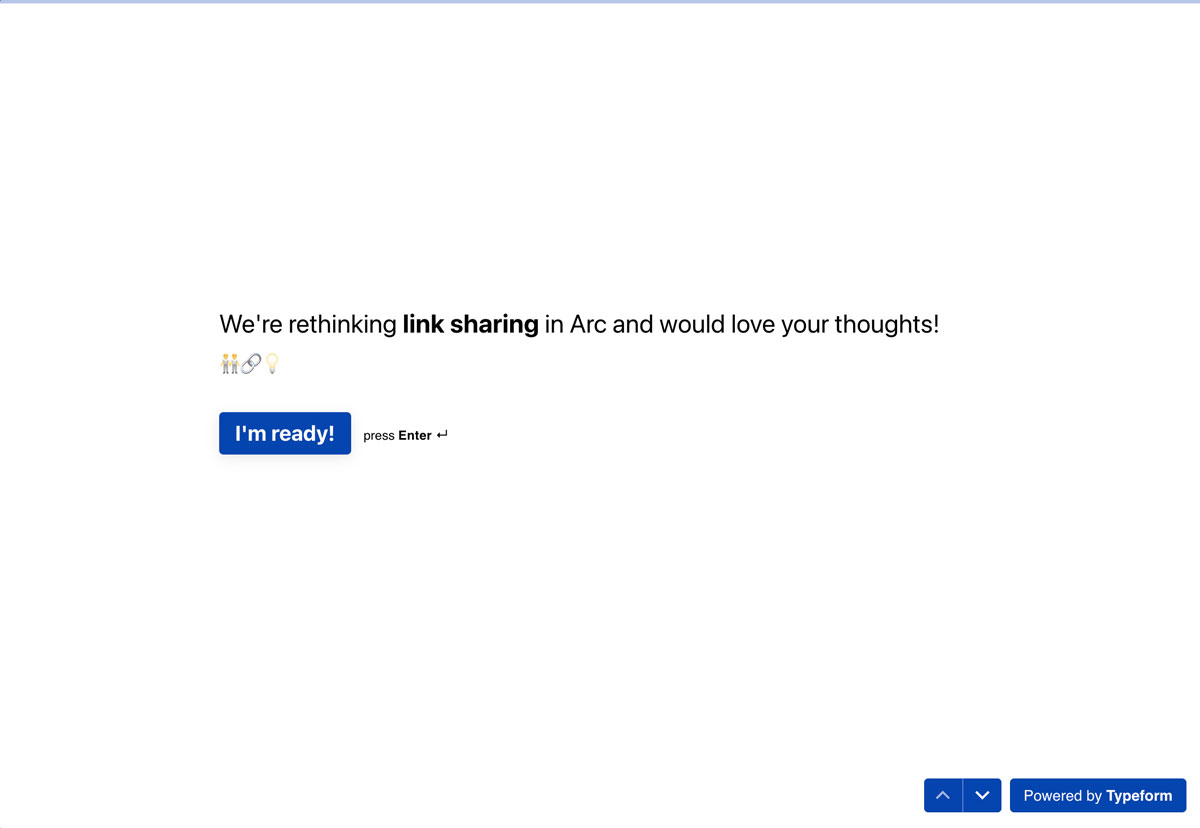 We're rethinking link sharing in Arc and would love your thoughts!
🧑‍🤝‍🧑🔗💡
I'm ready!
press Enter ↵
Powered by Typeform